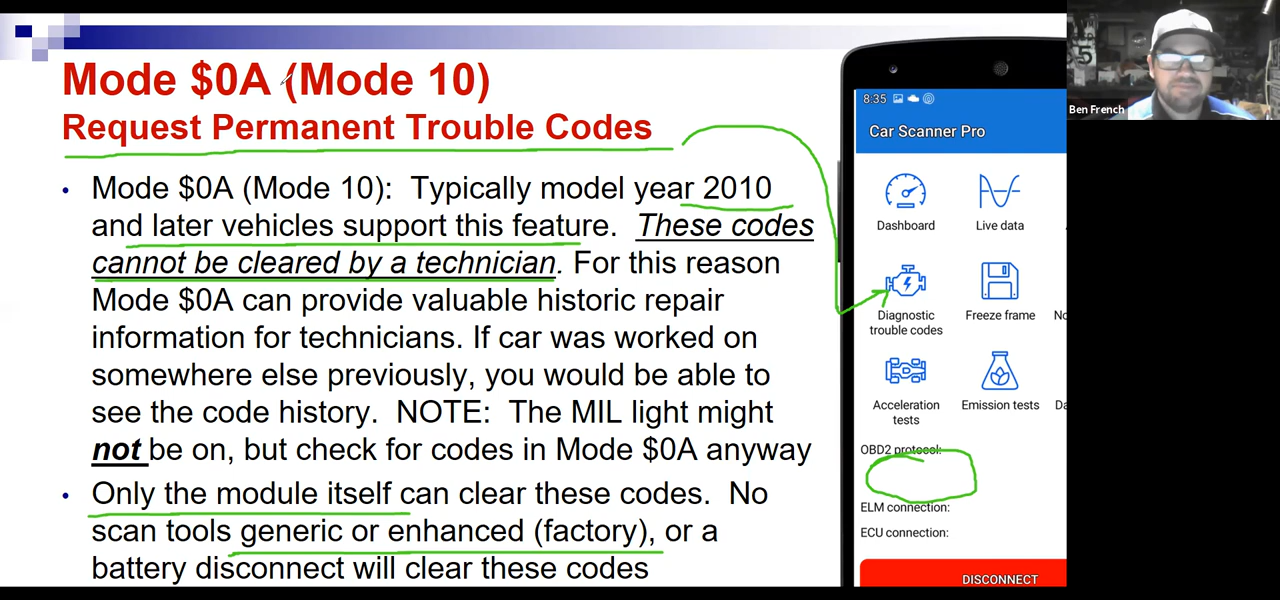 Mode $0A (Mode 10)
Request Permanent Trouble Codes
• Mode $0A (Mode 10): Typically model year 2010
and later vehicles support this feature. These codes
cannot be cleared by a technician. For this reason
Mode $0A can provide valuable historic repair
information for technicians. If car was worked on
somewhere else previously, you would be able to
see the code history. NOTE: The MIL light might
not be on, but check for codes in Mode $0A anyway
• Only the module itself can clear these codes. No
scan tools generic or enhanced (factory), or a
battery disconnect will clear these codes
8:35
Car Scanner Pro
Dashboard
Live data
Diagnostic
trouble codes
Freeze frame
Acceleration
tests
Emission tests
OBD2 protocol:
ELM connection:
ECU connection:
DISCONNECT
Ben French
5